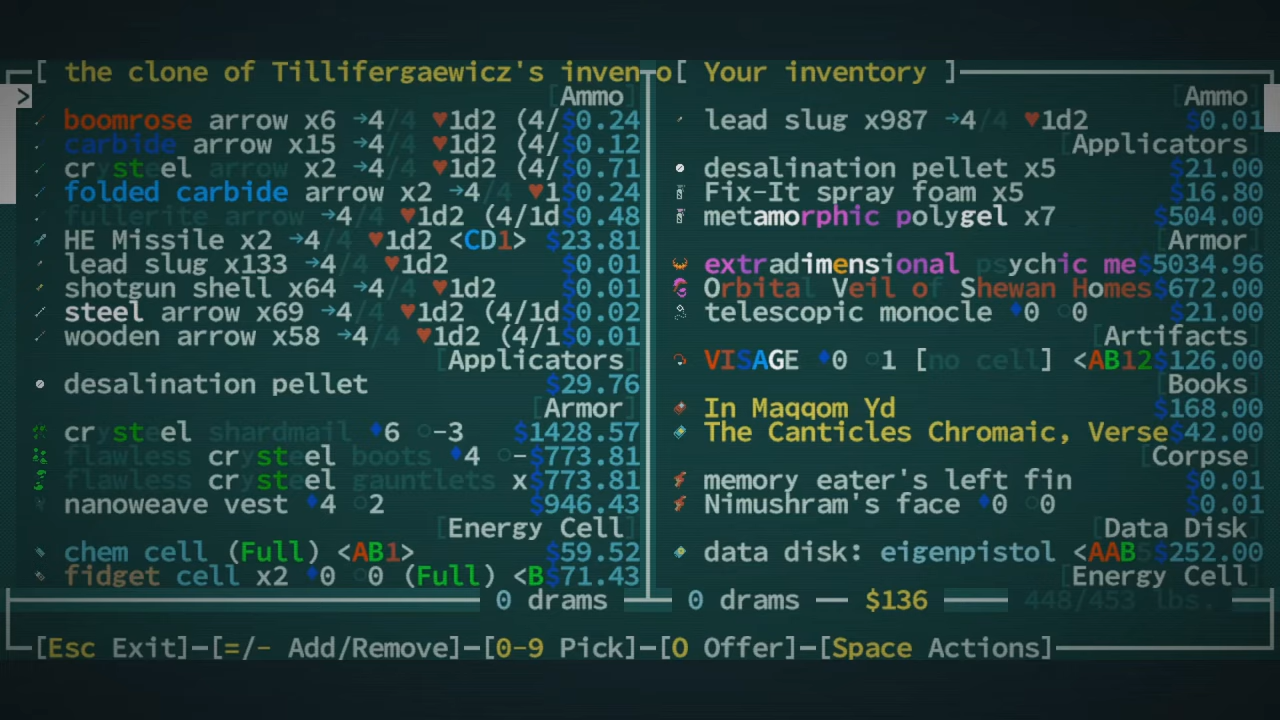 [ the clone of Tillifergaewicz's invento[ Your inventory ]
>
[Ammo]
boomrose arrow x6 →4/4 ♥1d2 (4/$0.24
carbide arrow x15 →4/4 ♥1d2 (4/$0.12
crysteel arrow x2 →4/4 ♥1d2 (4/$0.71
folded carbide arrow x2 →4/4 ♥1$0.24
fullerite arrow →4/4 ♥1d2 (4/1d$0.48
HE Missile x2 →4/4 ♥1d2 <CD1> $23.81
lead slug x133 →4/4 ♥1d2 $0.01
shotgun shell x64 →4/4 ♥1d2 $0.01
steel arrow x69 →4/4 ♥1d2 (4/1d$0.02
wooden arrow x58 →4/4 ♥1d2 (4/1$0.01
[Applicators]
desalination pellet $29.76
[Armor]
crysteel shardmail ♦6 ○-3 $1428.57
flawless crysteel boots ♦4 ○-$773.81
flawless crysteel gauntlets x$773.81
nanoweave vest ♦4 ○2 $946.43
[Energy Cell]
chem cell (Full) <AB1> $59.52
fidget cell x2 ♦0 ○0 (Full) <B$71.43
0 drams
[Ammo]
lead slug x987 →4/4 ♥1d2 $0.01
[Applicators]
desalination pellet x5 $21.00
Fix-It spray foam x5 $16.80
metamorphic polygel x7 $504.00
[Armor]
extradimensional psychic me$5034.96
Orbital Veil of Shewan Homes$672.00
telescopic monocle ♦0 ○0 $21.00
[Artifacts]
VISAGE ♦0 ○1 [no cell] <AB12$126.00
[Books]
In Maqqom Yd $168.00
The Canticles Chromaic, Verse$42.00
[Corpse]
memory eater's left fin $0.01
Nimushram's face ♦0 ○0 $0.01
[Data Disk]
data disk: eigenpistol <AAB5$252.00
[Energy Cell]
0 drams — $136 — 448/453 lbs.
[Esc Exit]-[=/- Add/Remove]-[0-9 Pick]-[O Offer]-[Space Actions]